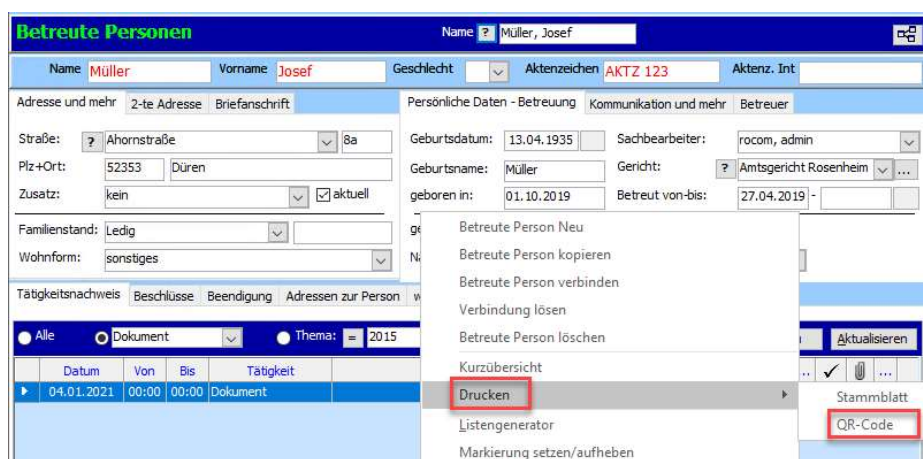 Betreute Personen Name ? Müller, Josef
Name Müller Vorname Josef Geschlecht Aktenzeichen AKTZ 123 Aktenz. Int
Adresse und mehr 2-te Adresse Briefanschrift Persönliche Daten - Betreuung Kommunikation und mehr Betreuer
Straße: ? Ahornstraße 8a Geburtsdatum: 13.04.1935 Sachbearbeiter: rocom, admin
Plz+Ort: 52353 Düren Geburtsname: Müller Gericht: ? Amtsgericht Rosenheim ...
Zusatz: kein aktuell geboren in: 01.10.2019 Betreut von-bis: 27.04.2019 -
Familienstand: Ledig
Wohnform: sonstiges
Betreute Person Neu
Betreute Person kopieren
Betreute Person verbinden
Verbindung lösen
Betreute Person löschen
Kurzübersicht
Drucken
Listengenerator
Markierung setzen/aufheben
Stammblatt
QR-Code
Tätigkeitsnachweis Beschlüsse Beendigung Adressen zur Person
Alle Dokument Thema: = 2015 Aktualisieren
Datum Von Bis Tätigkeit ...
04.01.2021 00:00 00:00 Dokument